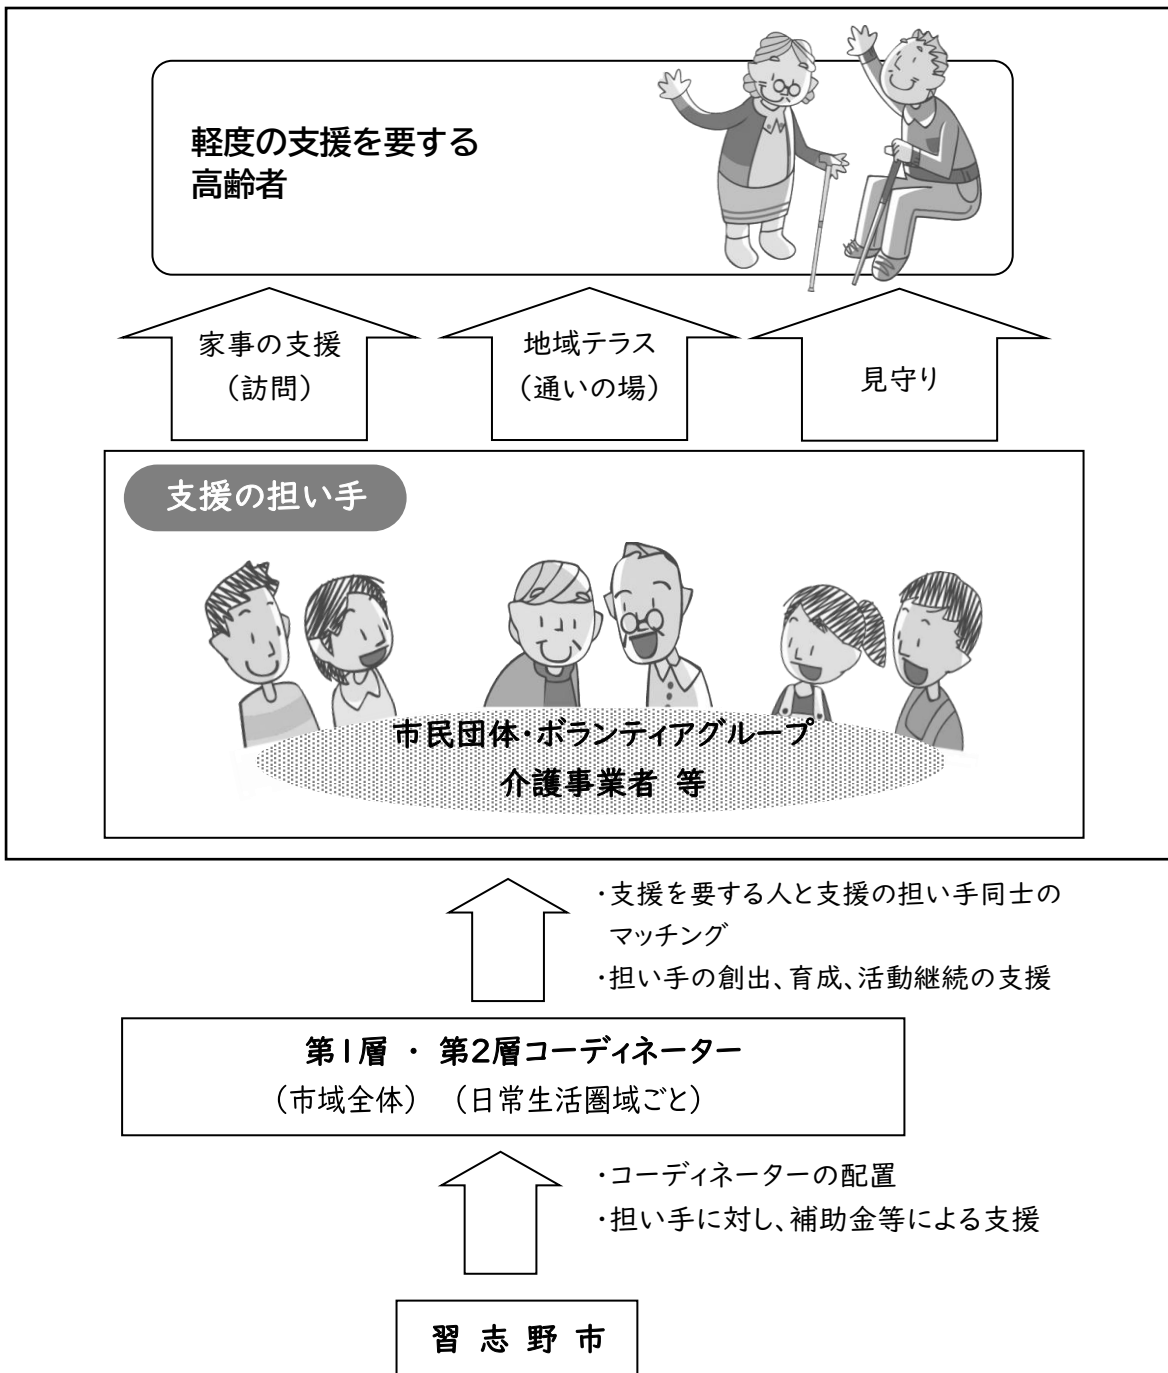 軽度の支援を要する
高齢者
家事の支援
（訪問）
地域テラス
（通いの場）
見守り
支援の担い手
市民団体・ボランティアグループ
介護事業者 等
・支援を要する人と支援の担い手同士の
マッチング
・担い手の創出、育成、活動継続の支援
第1層 ・ 第2層コーディネーター
（市域全体） （日常生活圏域ごと）
・コーディネーターの配置
・担い手に対し、補助金等による支援
習 志 野 市